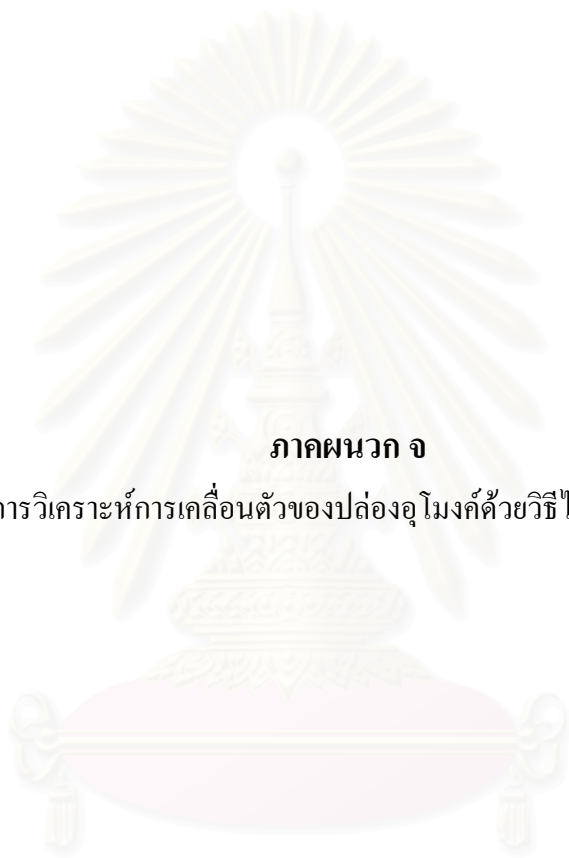 ภาคผนวก จ
การวิเคราะห์การเคลื่อนตัวของปล่องอุโมงค์ด้วยวิธี